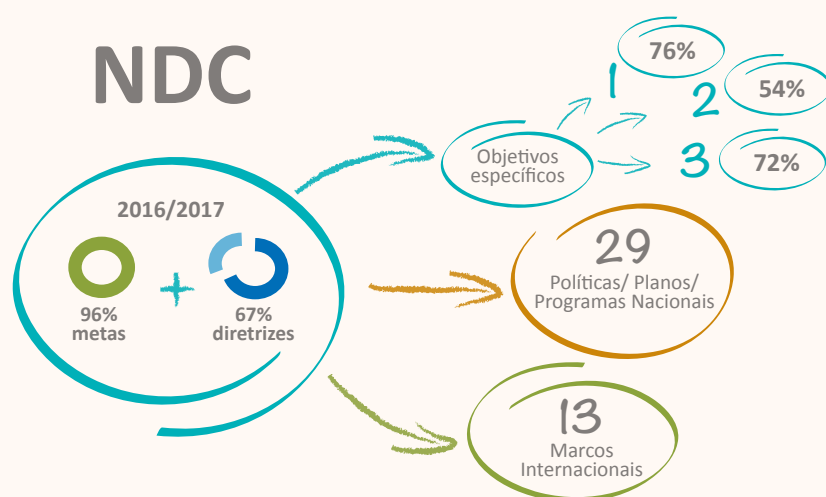 NDC
2016/2017
96%
metas
67%
diretrizes
Objetivos
específicos
1
76%
2
54%
3
72%
29
Políticas/ Planos/
Programas Nacionais
13
Marcos
Internacionais